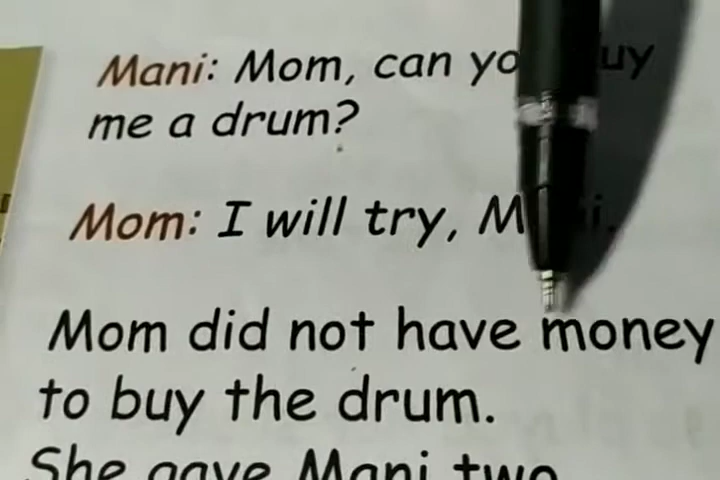 Mani: Mom, can
me a drum?
Mom: I will try,
Mom did not have money
to buy the drum.
She gave Mani two